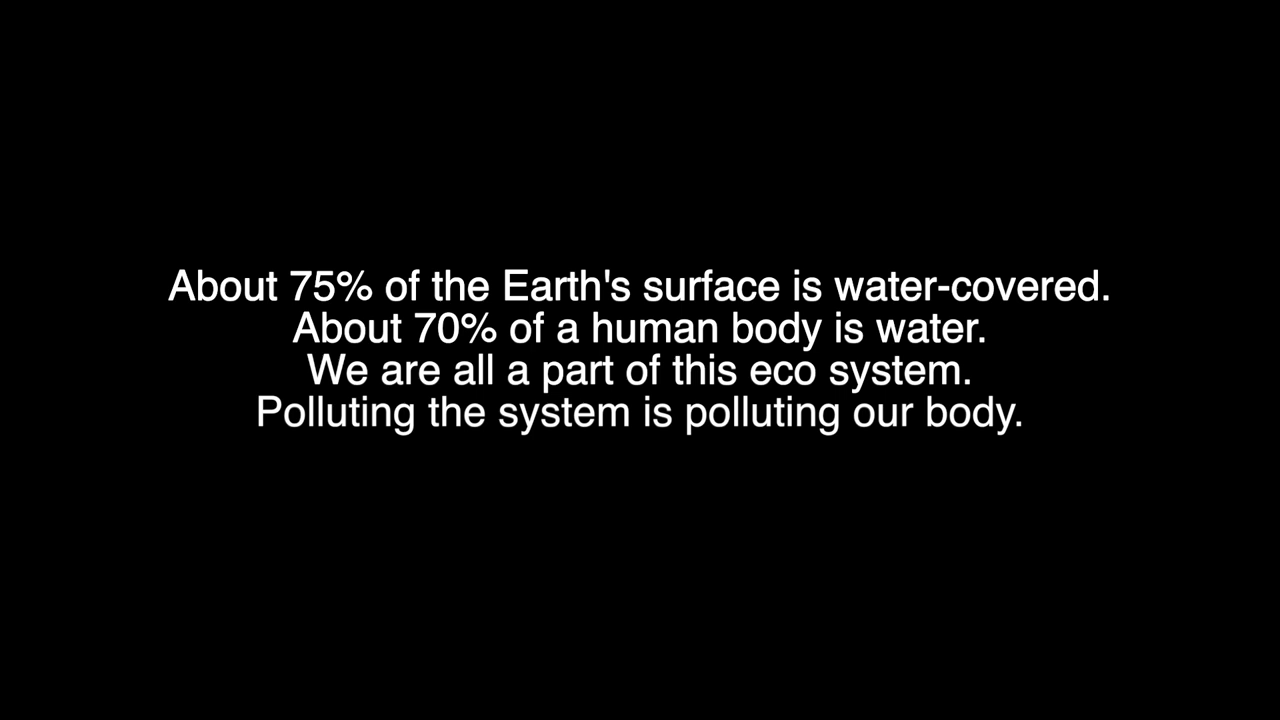 About 75% of the Earth's surface is water-covered.
About 70% of a human body is water.
We are all a part of this eco system.
Polluting the system is polluting our body.